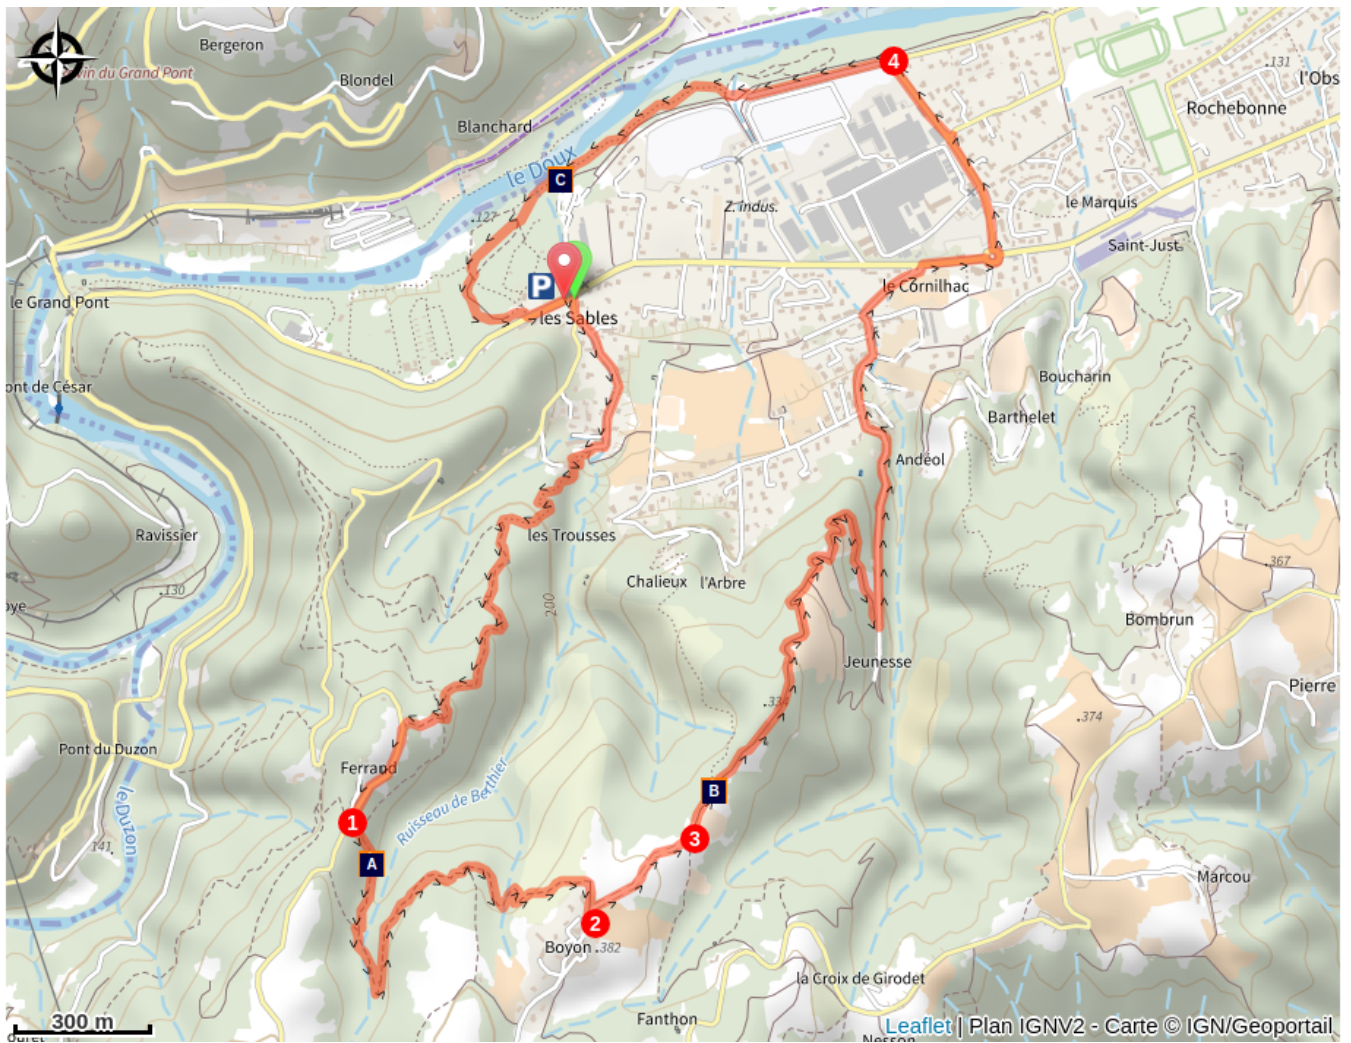 Bergeron
vin du Grand Pont
Blondel
Blanchard
4
131
l'Obs
Rochebonne
le Doux
C
127
Z. indus.
le Marquis
Saint-Just
P
le Grand Pont
les Sables
le Cornilhac
ont de César
Boucharin
Barthelet
Andéol
Ravissier
les Trousses
Chalieux
l'Arbre
130
oye
200
367
Bombrun
Jeunesse
Pierre
334
374
Pont du Duzon
Ferrand
le Duzon
Ruisseau de Berthier
B
1
3
141
A
Marcou
2
Boyon
382
la Croix de Girodet
Fanthon
300 m
Leaflet | Plan IGNV2 - Carte © IGN/Geoportail